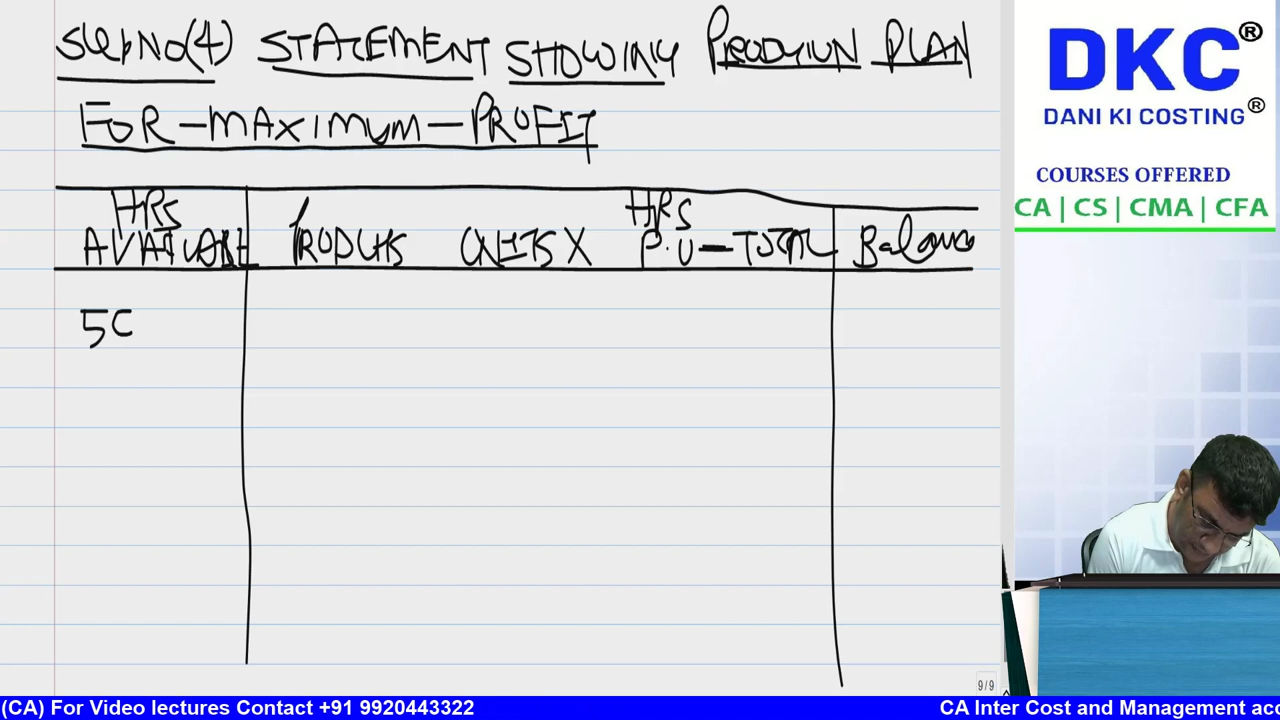 Step No(4) STATEMENT SHOWING PRODCTION PLAN
FOR-MAXIMUM-PROFIT
HRS AVAILABLE PRODUCTS UNITS X HRS P.U-TOTAL Balance
50
DKC®
DANI KI COSTING®
COURSES OFFERED
CA | CS | CMA | CFA
9/9
(CA) For Video lectures Contact +91 9920443322
CA Inter Cost and Management acc